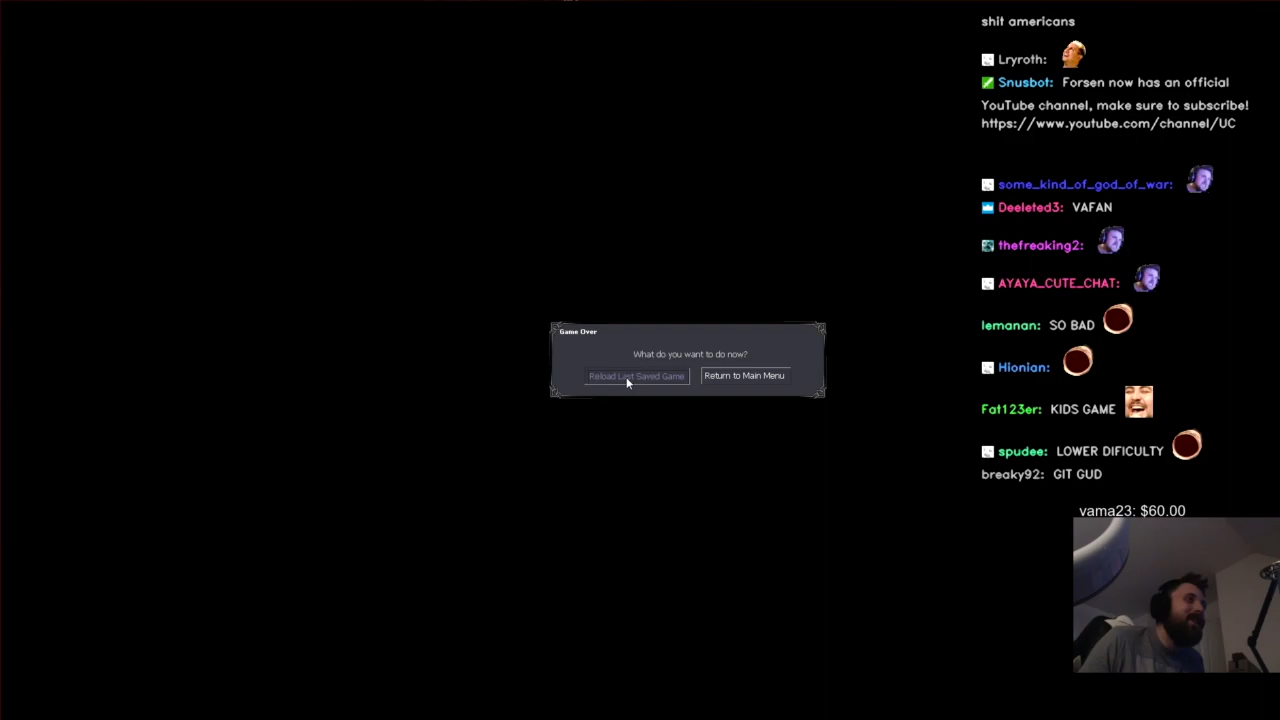 shit americans
Lryroth:
Snusbot: Forsen now has an official
YouTube channel, make sure to subscribe!
https://www.youtube.com/channel/UC
some_kind_of_god_of_war:
Deeleted3: VAFAN
thefreaking2:
AYAYA_CUTE_CHAT:
lemanan: SO BAD
Hionian:
Fat123er: KIDS GAME
spudee: LOWER DIFICULTY
breaky92: GIT GUD
vama23: $60.00
Game Over
What do you want to do now?
Reload Last Saved Game
Return to Main Menu